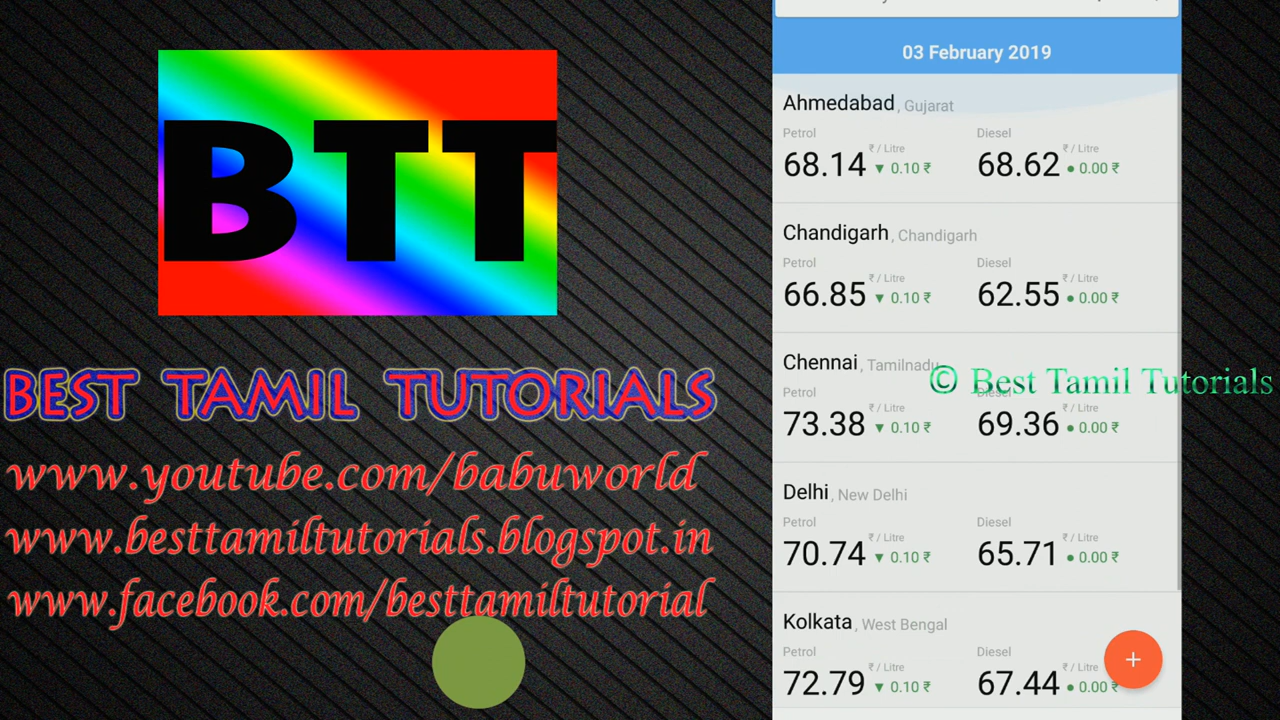 BTT
BEST TAMIL TUTORIALS
www.youtube.com/babuworld
www.besttamiltutorials.blogspot.in
www.facebook.com/besttamiltutorial
03 February 2019
Ahmedabad, Gujarat
Petrol Diesel
68.14 ₹ / Litre ▼ 0.10 ₹ 68.62 ₹ / Litre ● 0.00 ₹
Chandigarh, Chandigarh
Petrol Diesel
66.85 ₹ / Litre ▼ 0.10 ₹ 62.55 ₹ / Litre ● 0.00 ₹
Chennai, Tamilnadu
© Best Tamil Tutorials
Petrol Diesel
73.38 ₹ / Litre ▼ 0.10 ₹ 69.36 ₹ / Litre ● 0.00 ₹
Delhi, New Delhi
Petrol Diesel
70.74 ₹ / Litre ▼ 0.10 ₹ 65.71 ₹ / Litre ● 0.00 ₹
Kolkata, West Bengal
Petrol Diesel
72.79 ₹ / Litre ▼ 0.10 ₹ 67.44 ₹ / Litre ● 0.00 ₹
+